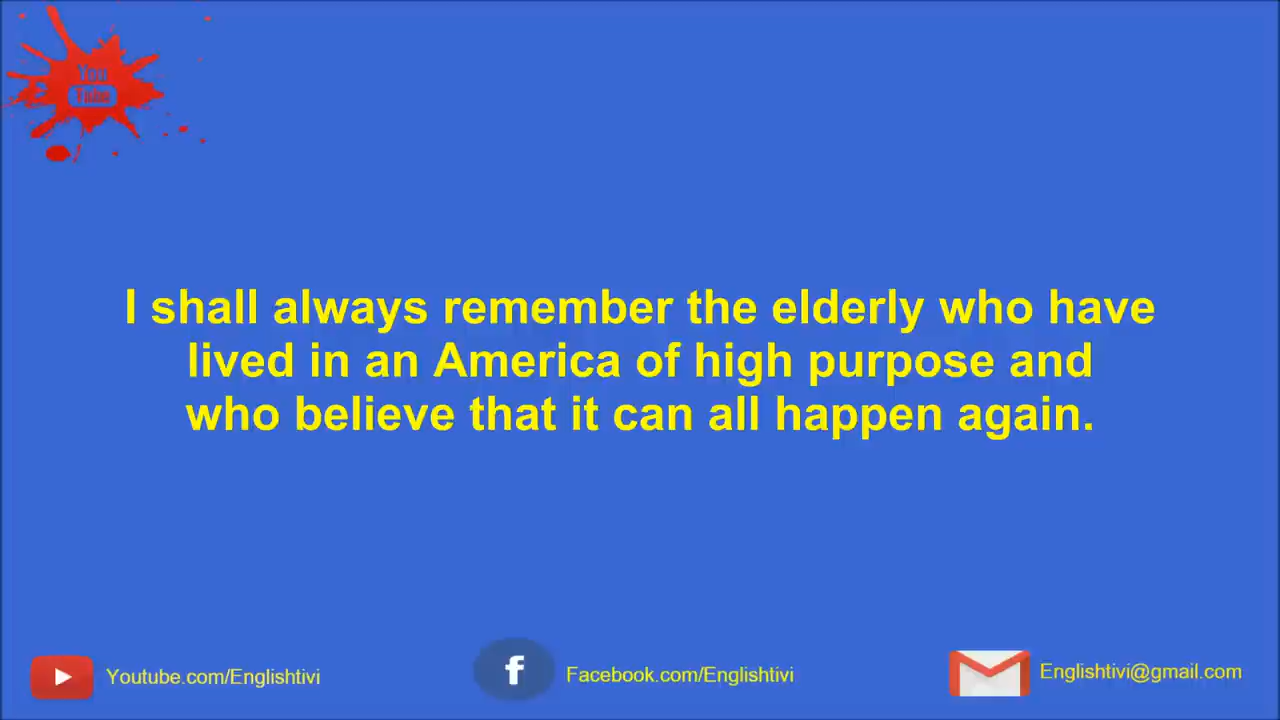 You
Tube
I shall always remember the elderly who have
lived in an America of high purpose and
who believe that it can all happen again.
Youtube.com/Englishtivi
f
Facebook.com/Englishtivi
Englishtivi@gmail.com